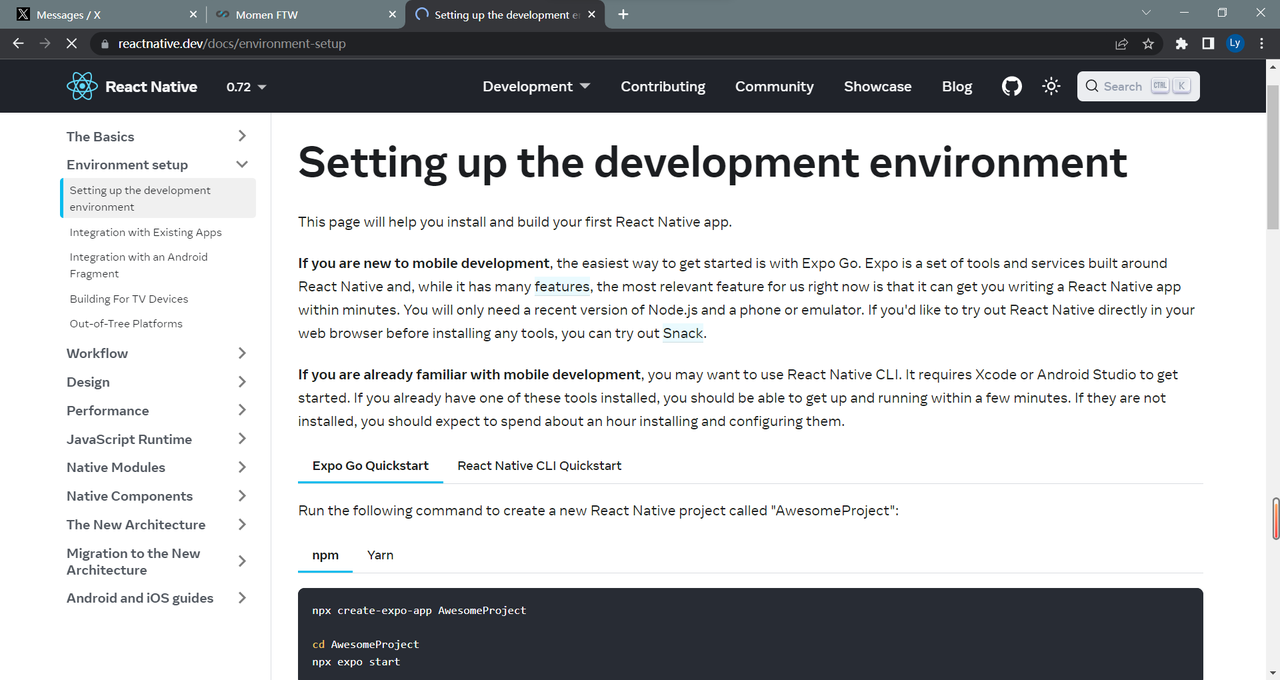 Messages / X
Momen FTW
Setting up the development e
reactnative.dev/docs/environment-setup
Ly
React Native
0.72
Development
Contributing
Community
Showcase
Blog
Search
CTRL
K
The Basics
Environment setup
Setting up the development
environment
Integration with Existing Apps
Integration with an Android
Fragment
Building For TV Devices
Out-of-Tree Platforms
Workflow
Design
Performance
JavaScript Runtime
Native Modules
Native Components
The New Architecture
Migration to the New
Architecture
Android and iOS guides
Setting up the development environment
This page will help you install and build your first React Native app.
If you are new to mobile development, the easiest way to get started is with Expo Go. Expo is a set of tools and services built around
React Native and, while it has many features, the most relevant feature for us right now is that it can get you writing a React Native app
within minutes. You will only need a recent version of Node.js and a phone or emulator. If you'd like to try out React Native directly in your
web browser before installing any tools, you can try out Snack.
If you are already familiar with mobile development, you may want to use React Native CLI. It requires Xcode or Android Studio to get
started. If you already have one of these tools installed, you should be able to get up and running within a few minutes. If they are not
installed, you should expect to spend about an hour installing and configuring them.
Expo Go Quickstart
React Native CLI Quickstart
Run the following command to create a new React Native project called "AwesomeProject":
npm
Yarn
npx create-expo-app AwesomeProject
cd AwesomeProject
npx expo start